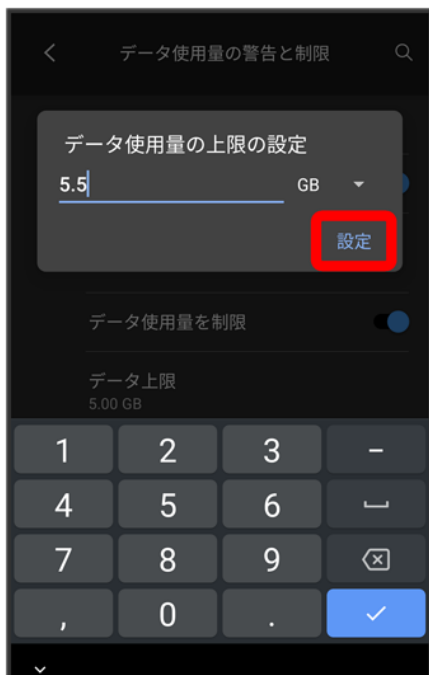 データ使用量の警告と制限
データ使用量の上限の設定
5.5 GB
設定
データ使用量を制限
データ上限
5.00 GB
1 2 3 -
4 5 6
7 8 9
, 0 .